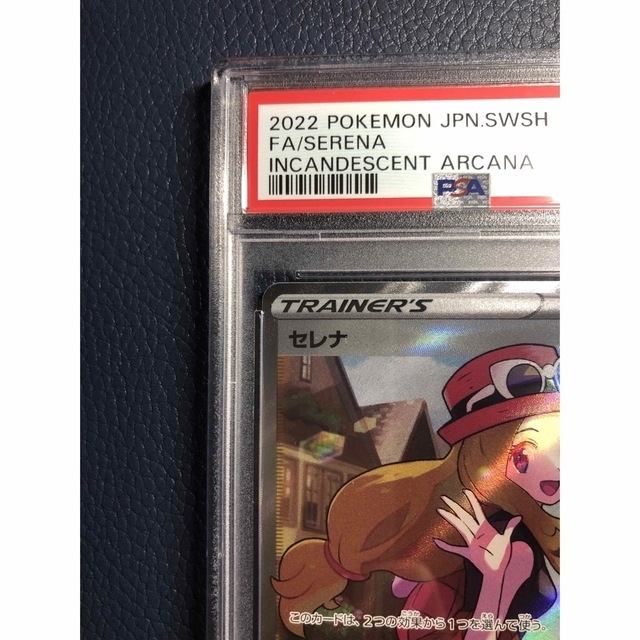 2022 POKEMON JPN.SWSH
FA/SERENA
INCANDESCENT ARCANA
PSA
TRAINER'S
セレナ
このカードは、2つの効果から1つを選んで使う。